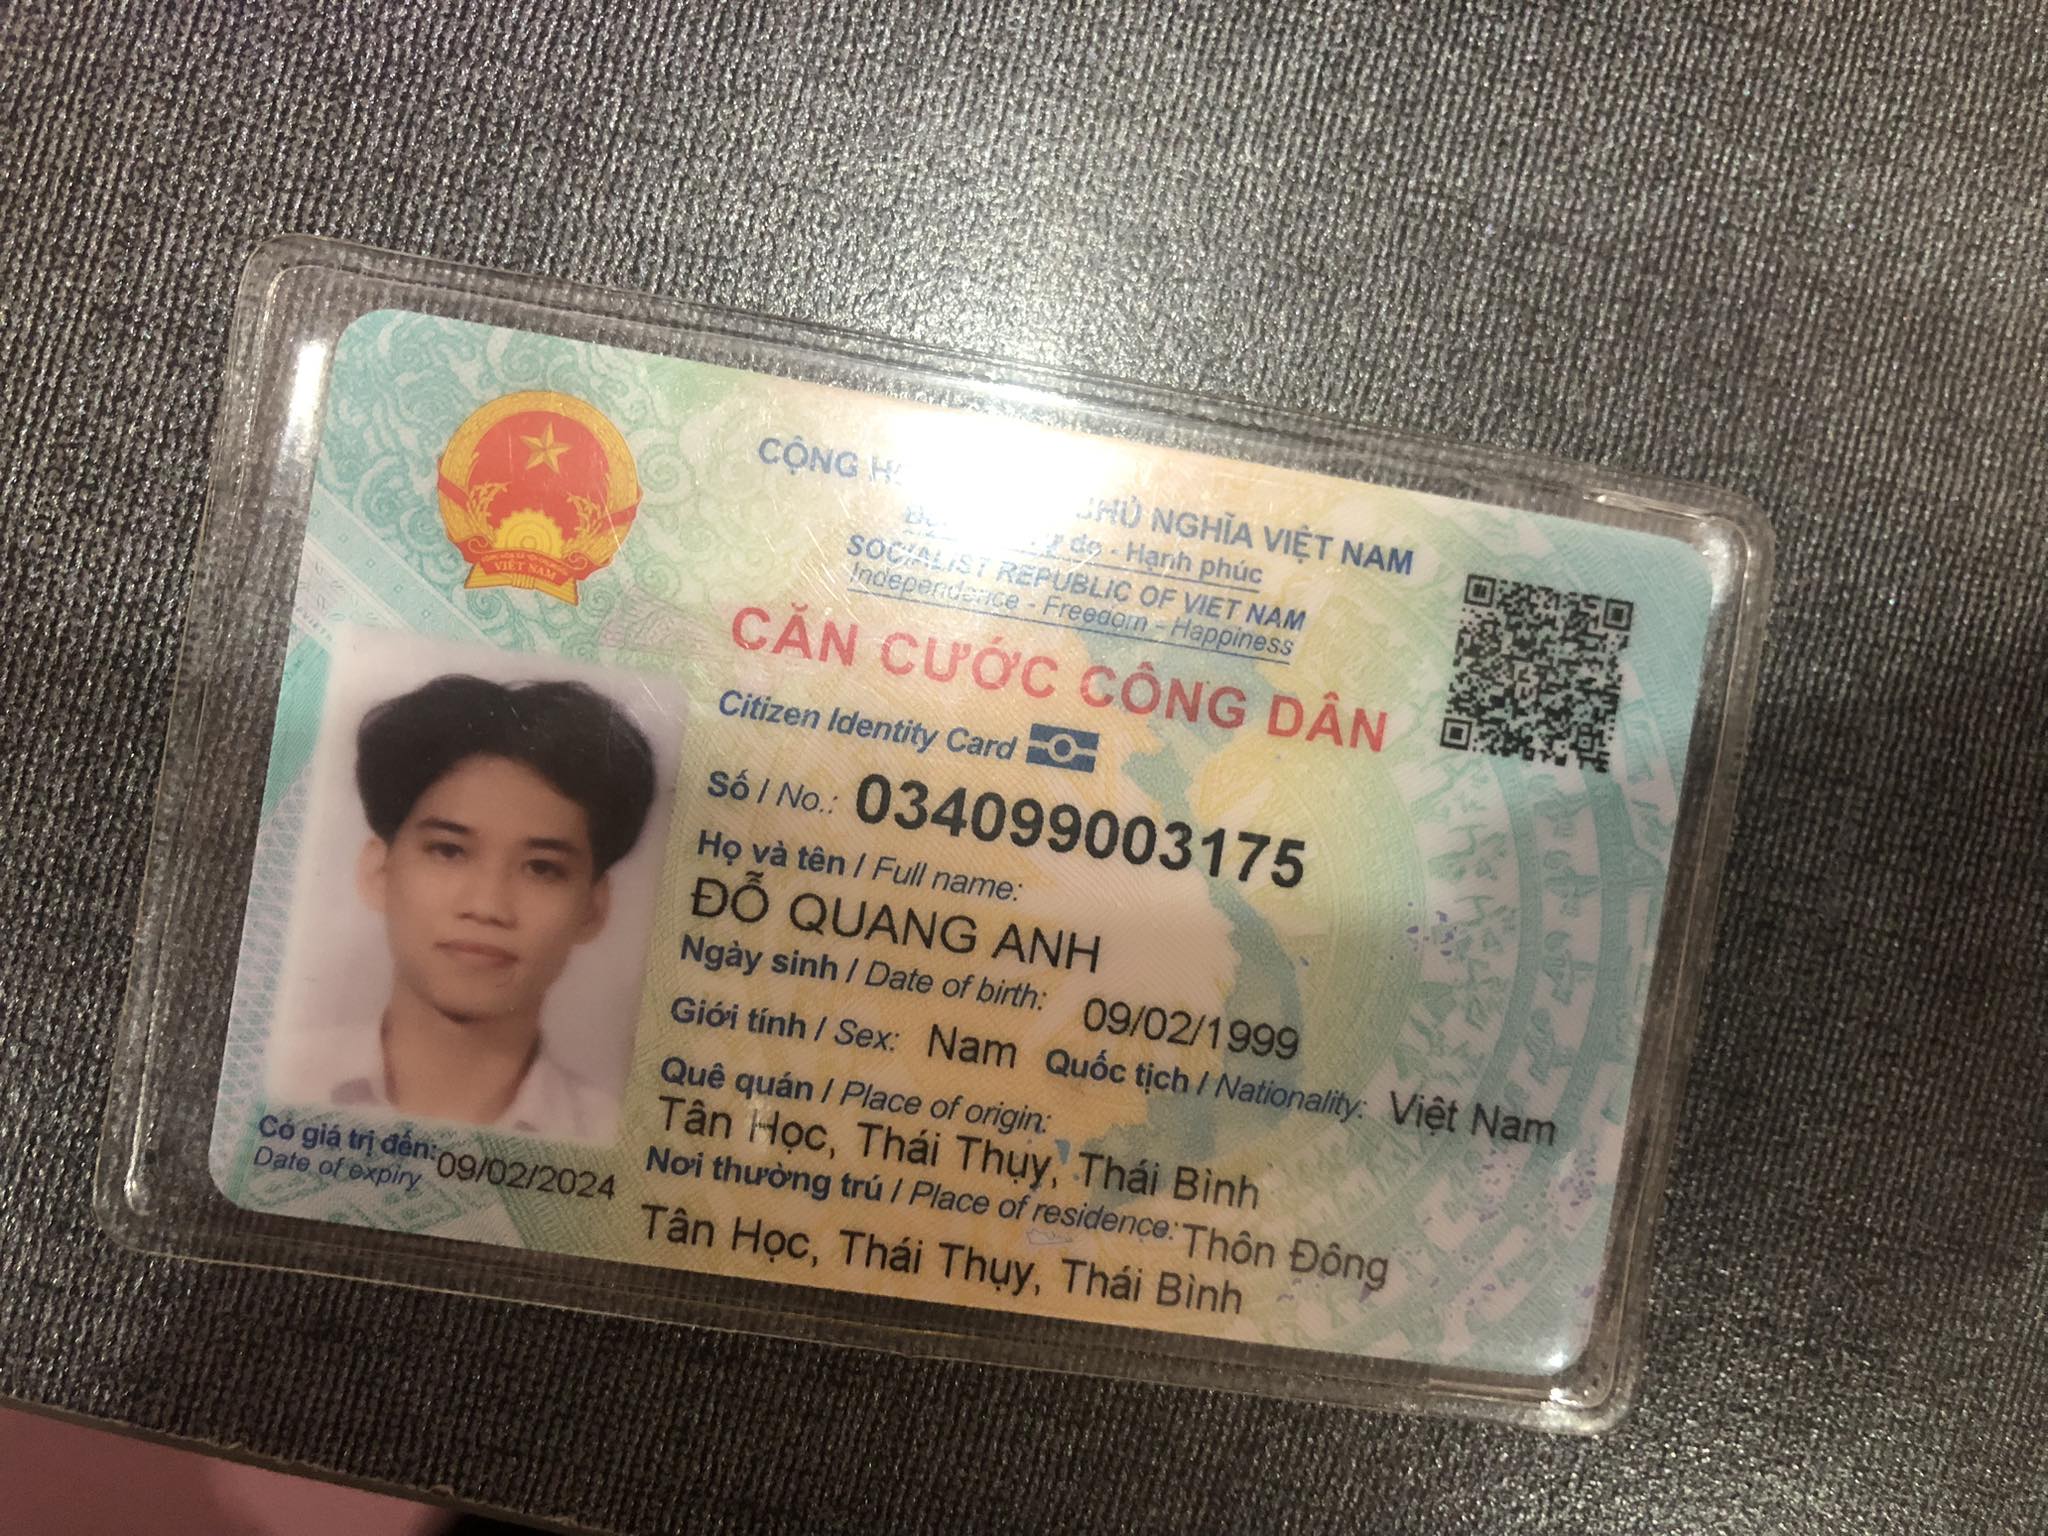 CỘNG CHỦ NGHĨA VIỆT NAM
do - Hạnh phúc
SOCIALIST REPUBLIC OF VIET NAM
Independence - Freedom - Happiness
CĂN CƯỚC CÔNG DÂN
Citizen Identity Card
Số / No.: 034099003175
Họ và tên / Full name:
ĐỖ QUANG ANH
Ngày sinh / Date of birth: 09/02/1999
Giới tính / Sex: Nam Quốc tịch / Nationality: Việt Nam
Quê quán / Place of origin:
Tân Học, Thái Thụy, Thái Bình
Nơi thường trú / Place of residence: Thôn Đông
Tân Học, Thái Thụy, Thái Bình
Có giá trị đến: 09/02/2024
Date of expiry
VIỆT NAM